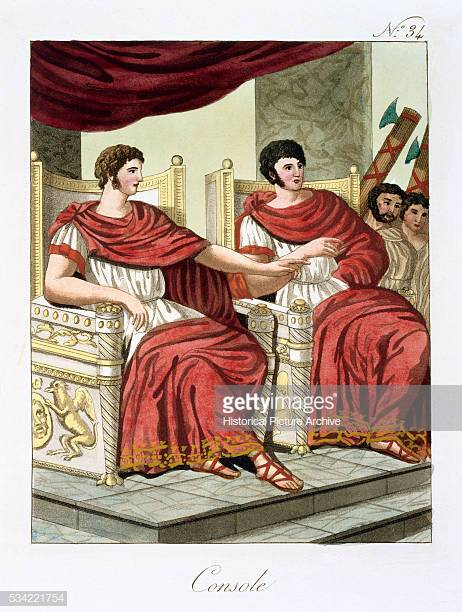 N.º 34
gettyimages
Historical Picture Archive
Console
534221754